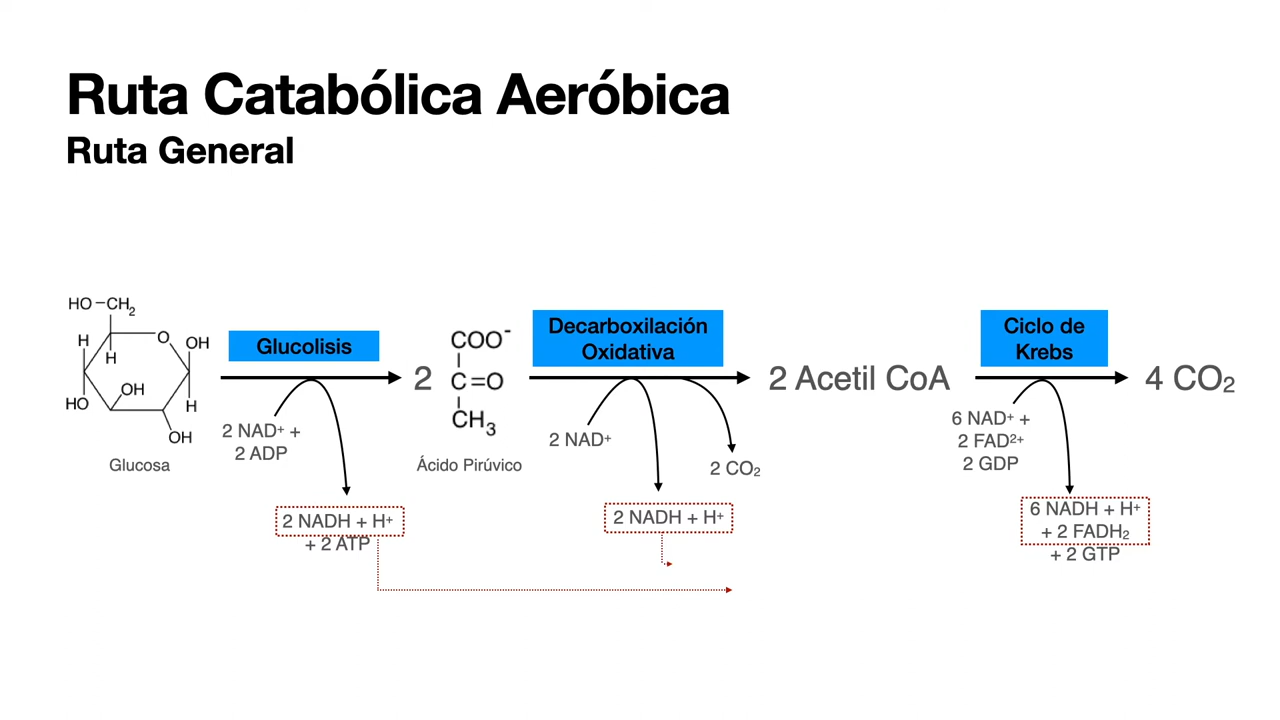 Ruta Catabólica Aeróbica
Ruta General
HO–CH₂
H
O
OH
H
OH
HO
H
OH
Glucosa
Glucolisis
2 NAD⁺ +
2 ADP
2 NADH + H⁺
+ 2 ATP
2
COO⁻
C=O
CH₃
Ácido Pirúvico
Decarboxilación
Oxidativa
2 NAD⁺
2 CO₂
2 NADH + H⁺
2 Acetil CoA
Ciclo de
Krebs
6 NAD⁺ +
2 FAD²⁺
2 GDP
6 NADH + H⁺
+ 2 FADH₂
+ 2 GTP
4 CO₂